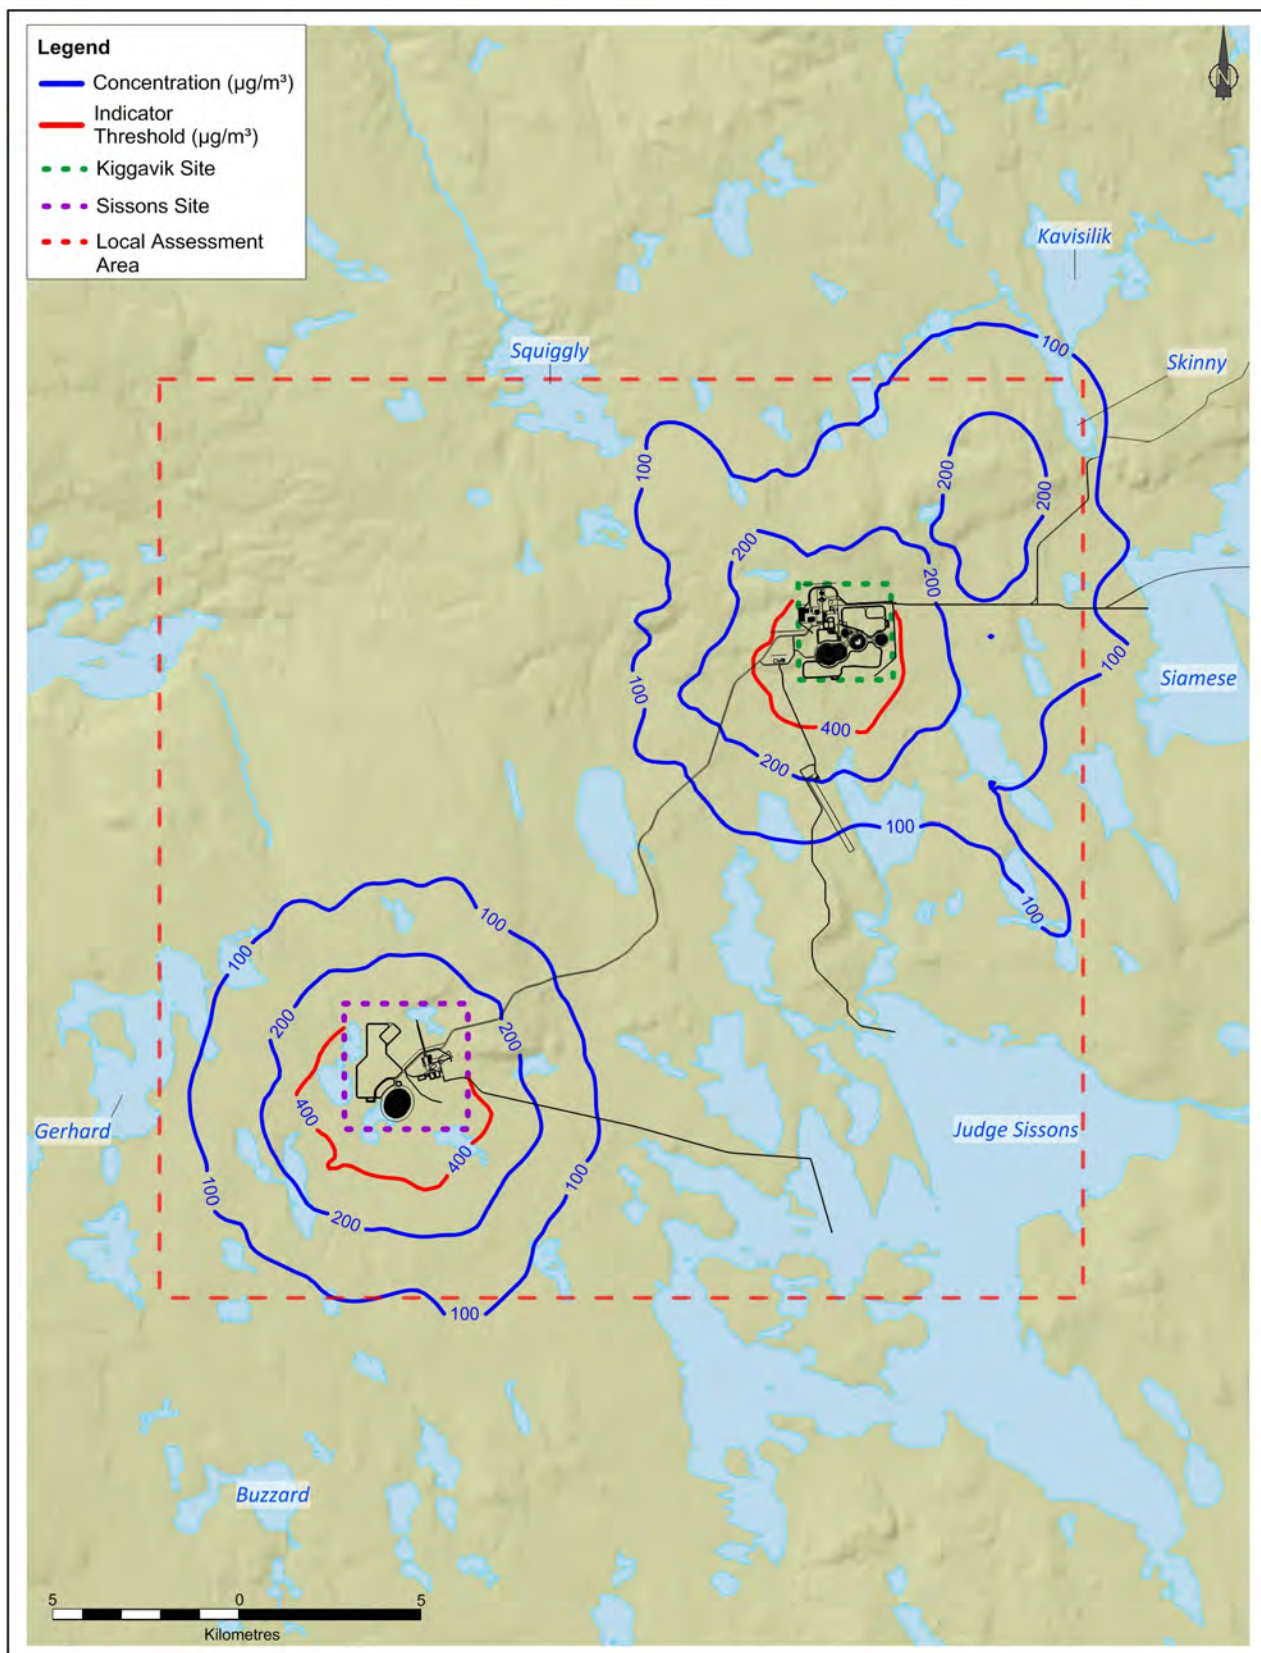 Legend
Concentration (µg/m³)
Indicator
Threshold (µg/m³)
Kiggavik Site
Sissons Site
Local Assessment
Area
N
Kavisilik
Squiggly
100
Skinny
100
200
200
200
200
100
100
Siamese
400
200
100
100
100
100
200
200
400
Gerhard
Judge Sissons
400
100
100
200
100
Buzzard
5 0 5
Kilometres